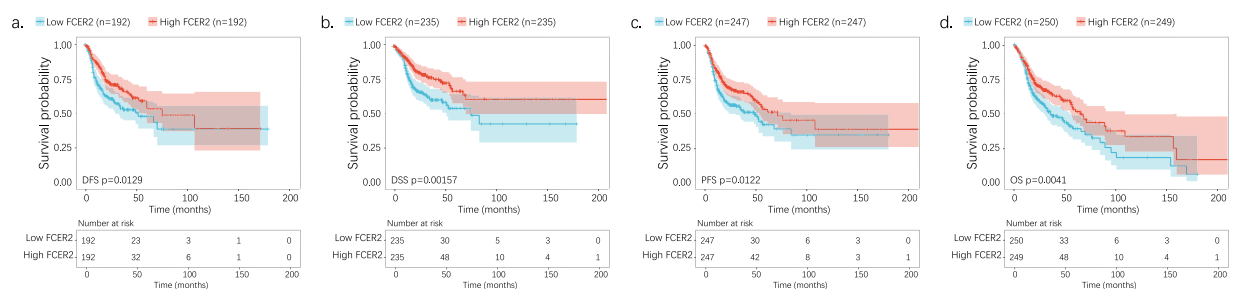 a.
Low FCER2 (n=192) High FCER2 (n=192)
Survival probability
1.00
0.75
0.50
0.25
0.00
DFS p=0.0129
0 50 100 150 200
Time (months)
Number at risk
Low FCER2 192 23 3 1 0
High FCER2 192 32 6 1 0
0 50 100 150 200
Time (months)
b.
Low FCER2 (n=235) High FCER2 (n=235)
Survival probability
1.00
0.75
0.50
0.25
0.00
DSS p=0.00157
0 50 100 150 200
Time (months)
Number at risk
Low FCER2 235 30 5 3 0
High FCER2 235 48 10 4 1
0 50 100 150 200
Time (months)
c.
Low FCER2 (n=247) High FCER2 (n=247)
Survival probability
1.00
0.75
0.50
0.25
0.00
PFS p=0.0122
0 50 100 150 200
Time (months)
Number at risk
Low FCER2 247 30 6 3 0
High FCER2 247 42 8 3 1
0 50 100 150 200
Time (months)
d.
Low FCER2 (n=250) High FCER2 (n=249)
Survival probability
1.00
0.75
0.50
0.25
0.00
OS p=0.0041
0 50 100 150 200
Time (months)
Number at risk
Low FCER2 250 33 6 3 0
High FCER2 249 48 10 4 1
0 50 100 150 200
Time (months)